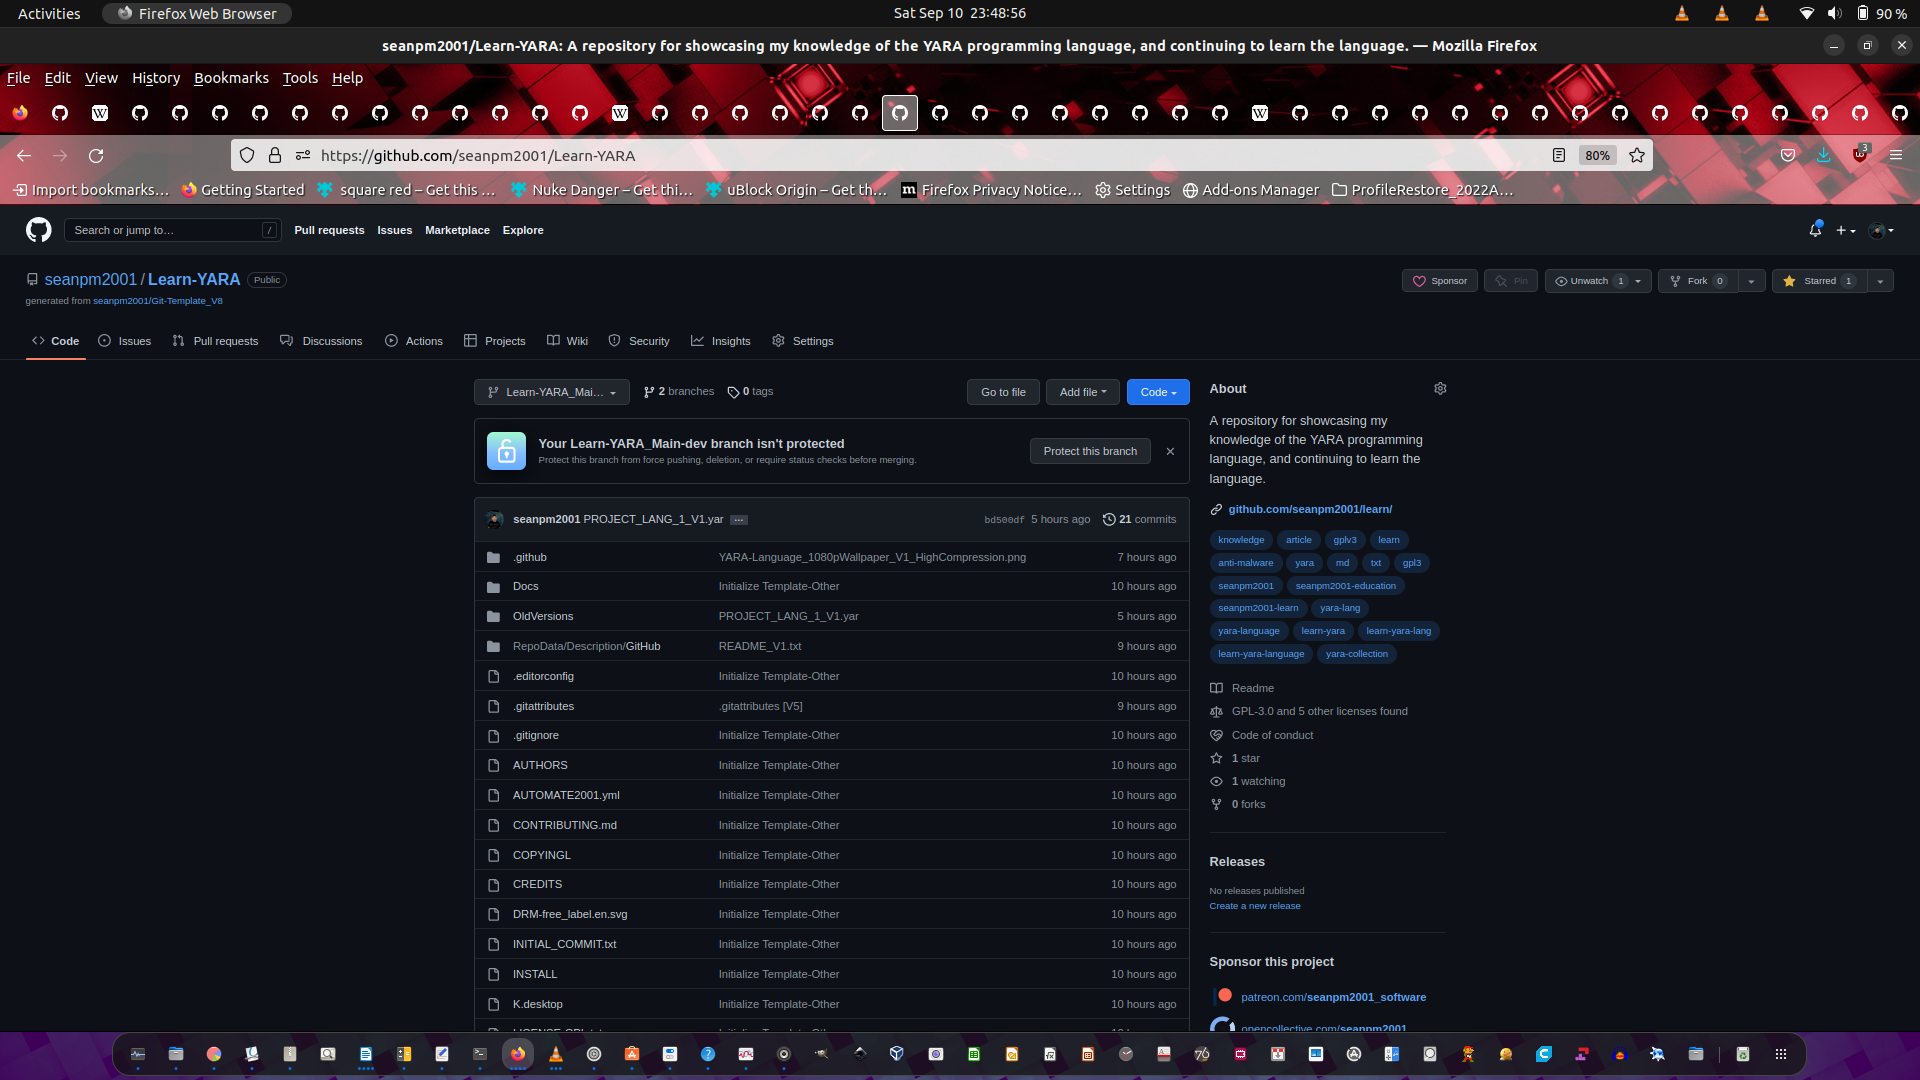 Activities
Firefox Web Browser
Sat Sep 10 23:48:56
90 %
seanpm2001/Learn-YARA: A repository for showcasing my knowledge of the YARA programming language, and continuing to learn the language. — Mozilla Firefox
File Edit View History Bookmarks Tools Help
https://github.com/seanpm2001/Learn-YARA
80%
3
Import bookmarks… Getting Started square red – Get this … Nuke Danger – Get thi… uBlock Origin – Get th… Firefox Privacy Notice… Settings Add-ons Manager ProfileRestore_2022A…
Search or jump to… /
Pull requests Issues Marketplace Explore
seanpm2001 / Learn-YARA Public
generated from seanpm2001/Git-Template_V8
Sponsor Pin Unwatch 1 Fork 0 Starred 1
Code Issues Pull requests Discussions Actions Projects Wiki Security Insights Settings
Learn-YARA_Mai… 2 branches 0 tags Go to file Add file Code
Your Learn-YARA_Main-dev branch isn't protected
Protect this branch from force pushing, deletion, or require status checks before merging.
Protect this branch
seanpm2001 PROJECT_LANG_1_V1.yar … bd500df 5 hours ago 21 commits
.github YARA-Language_1080pWallpaper_V1_HighCompression.png 7 hours ago
Docs Initialize Template-Other 10 hours ago
OldVersions PROJECT_LANG_1_V1.yar 5 hours ago
RepoData/Description/GitHub README_V1.txt 9 hours ago
.editorconfig Initialize Template-Other 10 hours ago
.gitattributes .gitattributes [V5] 9 hours ago
.gitignore Initialize Template-Other 10 hours ago
AUTHORS Initialize Template-Other 10 hours ago
AUTOMATE2001.yml Initialize Template-Other 10 hours ago
CONTRIBUTING.md Initialize Template-Other 10 hours ago
COPYINGL Initialize Template-Other 10 hours ago
CREDITS Initialize Template-Other 10 hours ago
DRM-free_label.en.svg Initialize Template-Other 10 hours ago
INITIAL_COMMIT.txt Initialize Template-Other 10 hours ago
INSTALL Initialize Template-Other 10 hours ago
K.desktop Initialize Template-Other 10 hours ago
About
A repository for showcasing my
knowledge of the YARA programming
language, and continuing to learn the
language.
github.com/seanpm2001/learn/
knowledge article gplv3 learn
anti-malware yara md txt gpl3
seanpm2001 seanpm2001-education
seanpm2001-learn yara-lang
yara-language learn-yara learn-yara-lang
learn-yara-language yara-collection
Readme
GPL-3.0 and 5 other licenses found
Code of conduct
1 star
1 watching
0 forks
Releases
No releases published
Create a new release
Sponsor this project
patreon.com/seanpm2001_software
opencollective.com/seanpm2001